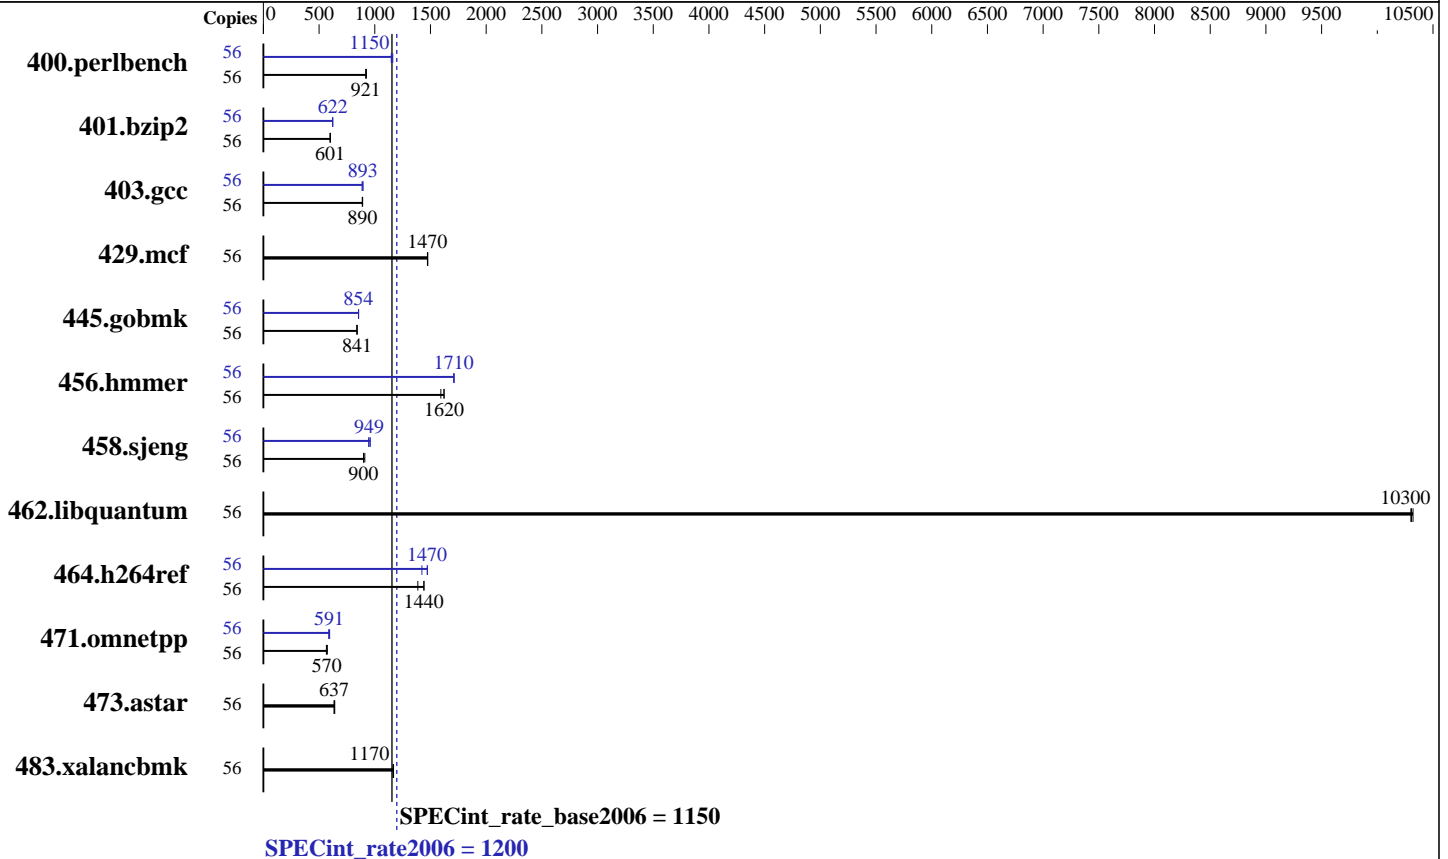 Copies 0 500 1000 1500 2000 2500 3000 3500 4000 4500 5000 5500 6000 6500 7000 7500 8000 8500 9000 9500 10500
400.perlbench 56 1150
56 921
401.bzip2 56 622
56 601
403.gcc 56 893
56 890
429.mcf 56 1470
445.gobmk 56 854
56 841
456.hmmer 56 1710
56 1620
458.sjeng 56 949
56 900
462.libquantum 56 10300
464.h264ref 56 1470
56 1440
471.omnetpp 56 591
56 570
473.astar 56 637
483.xalancbmk 56 1170
SPECint_rate_base2006 = 1150
SPECint_rate2006 = 1200